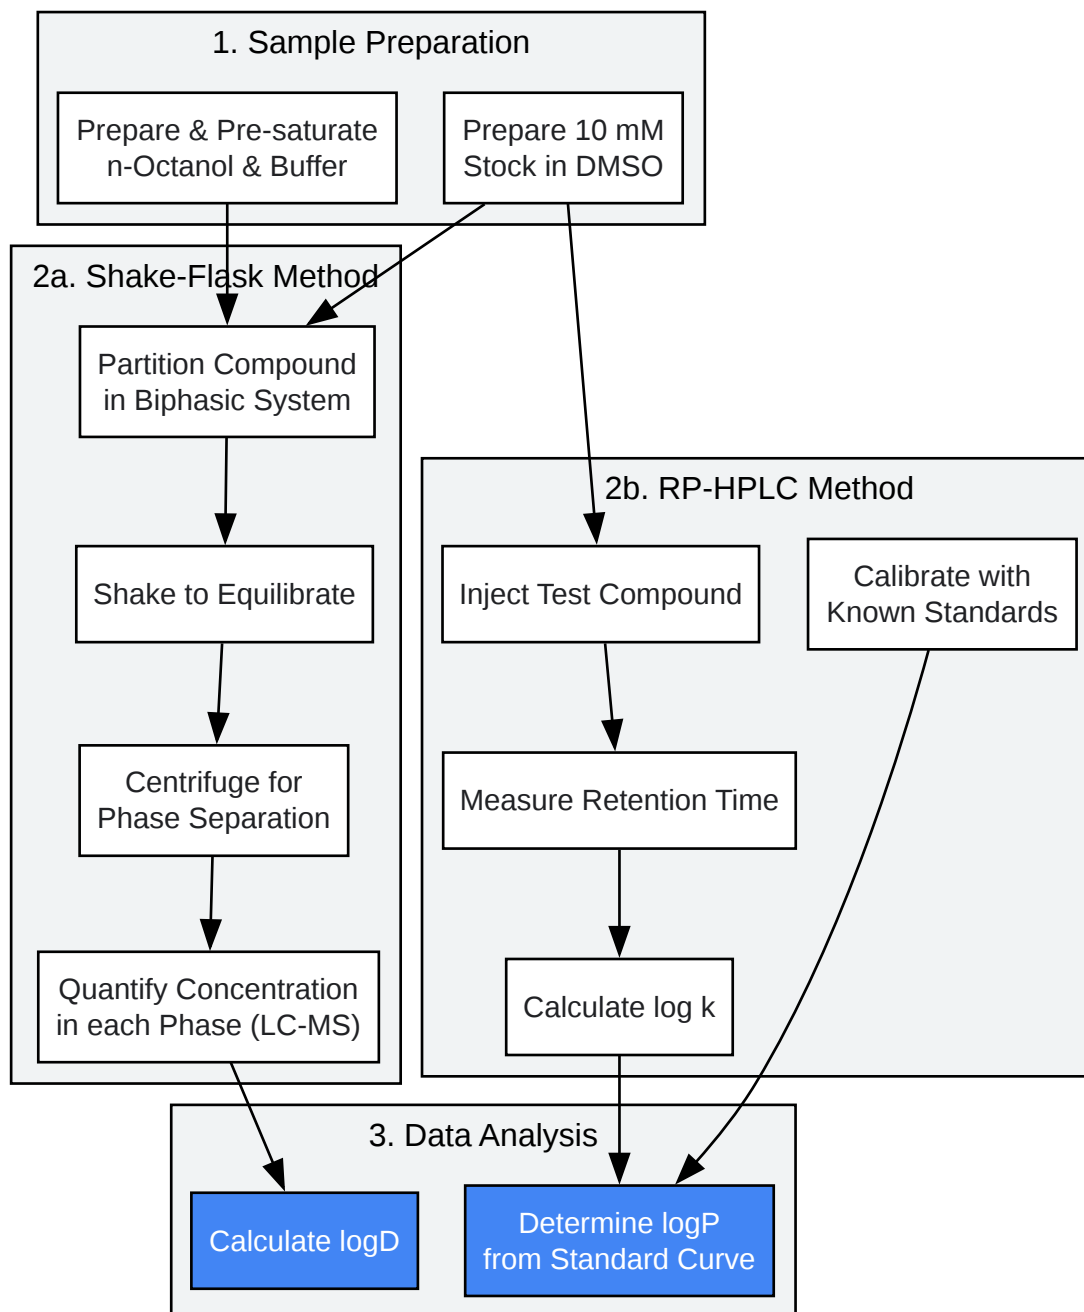 1. Sample Preparation
Prepare & Pre-saturate
n-Octanol & Buffer
Prepare 10 mM
Stock in DMSO
2a. Shake-Flask Method
Partition Compound
in Biphasic System
Shake to Equilibrate
Centrifuge for
Phase Separation
Quantify Concentration
in each Phase (LC-MS)
2b. RP-HPLC Method
Inject Test Compound
Calibrate with
Known Standards
Measure Retention Time
Calculate log k
3. Data Analysis
Calculate logD
Determine logP
from Standard Curve